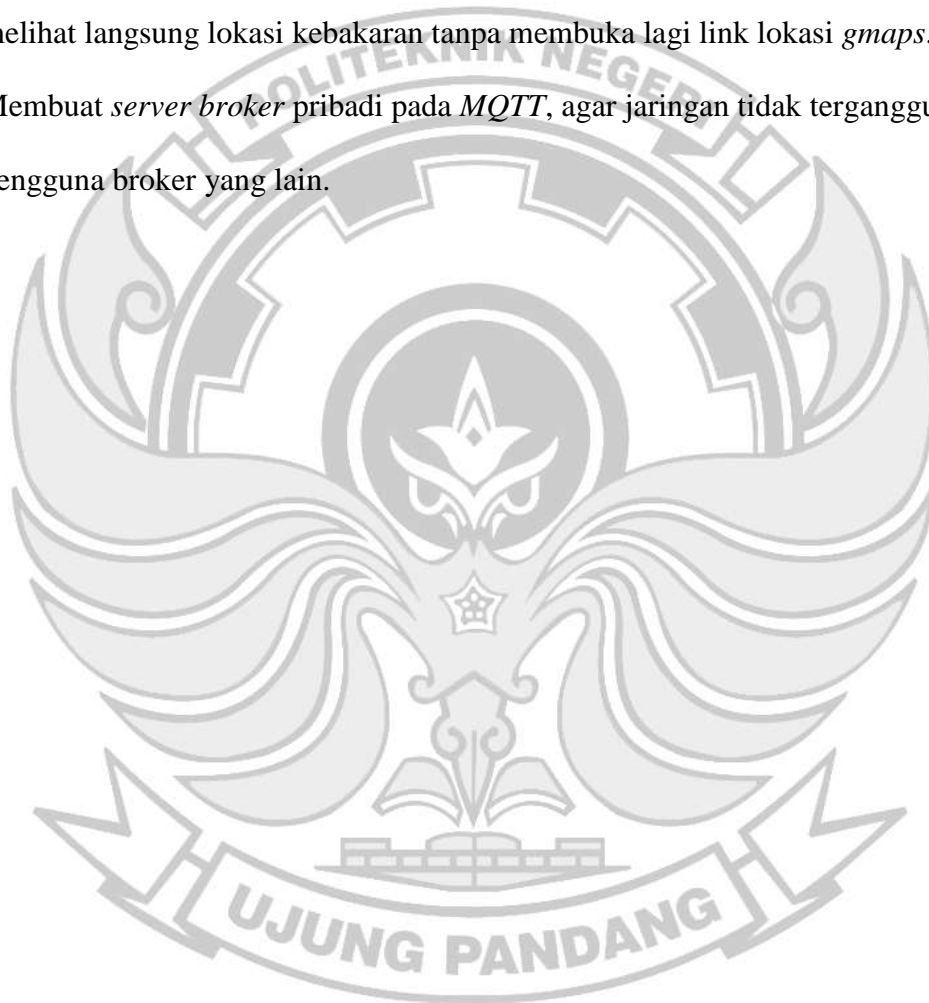 melihat langsung lokasi kebakaran tanpa membuka lagi link lokasi gmaps.
Membuat server broker pribadi pada MQTT, agar jaringan tidak terganggu
pengguna broker yang lain.
POLITEKNIK NEGERI
UJUNG PANDANG